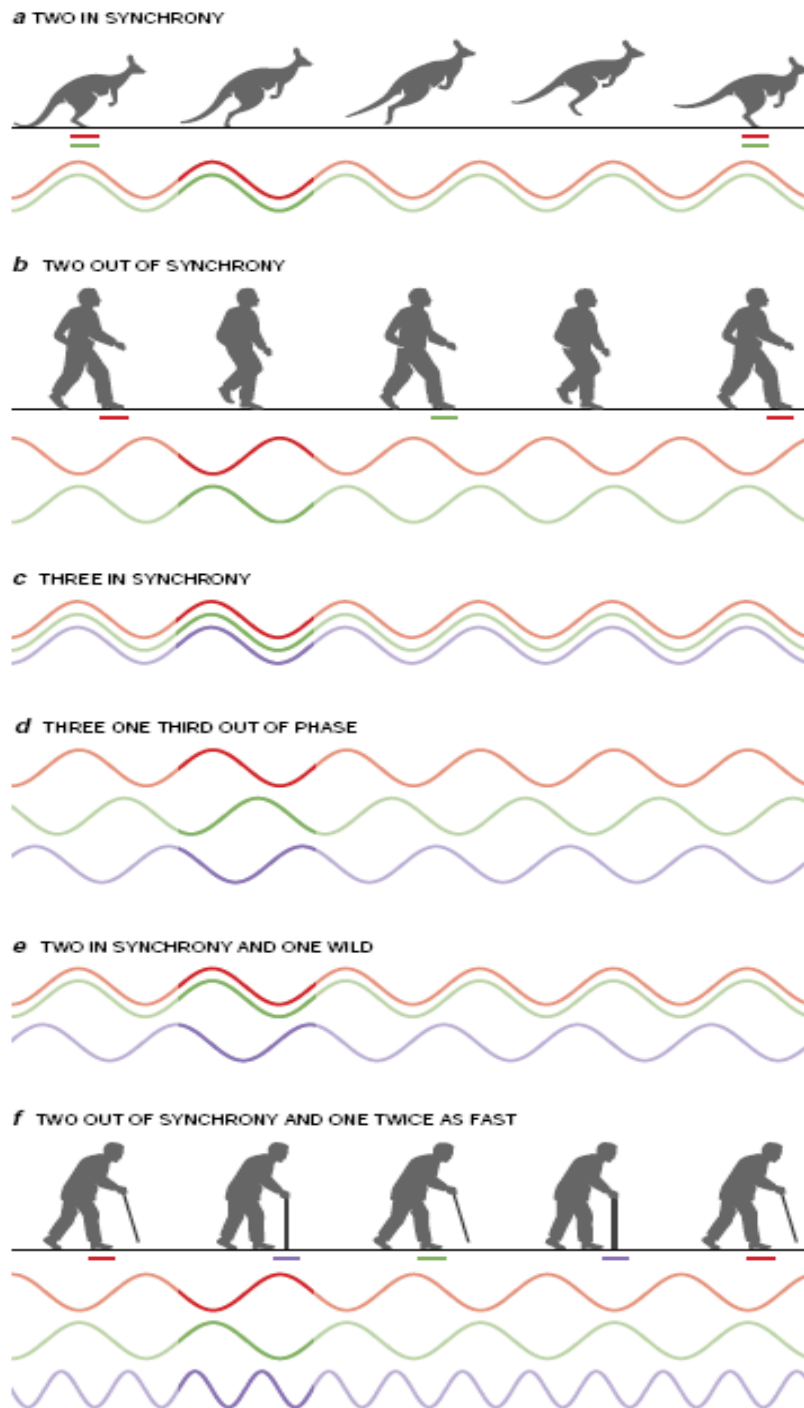 a TWO IN SYNCHRONY
b TWO OUT OF SYNCHRONY
c THREE IN SYNCHRONY
d THREE ONE THIRD OUT OF PHASE
e TWO IN SYNCHRONY AND ONE WILD
f TWO OUT OF SYNCHRONY AND ONE TWICE AS FAST